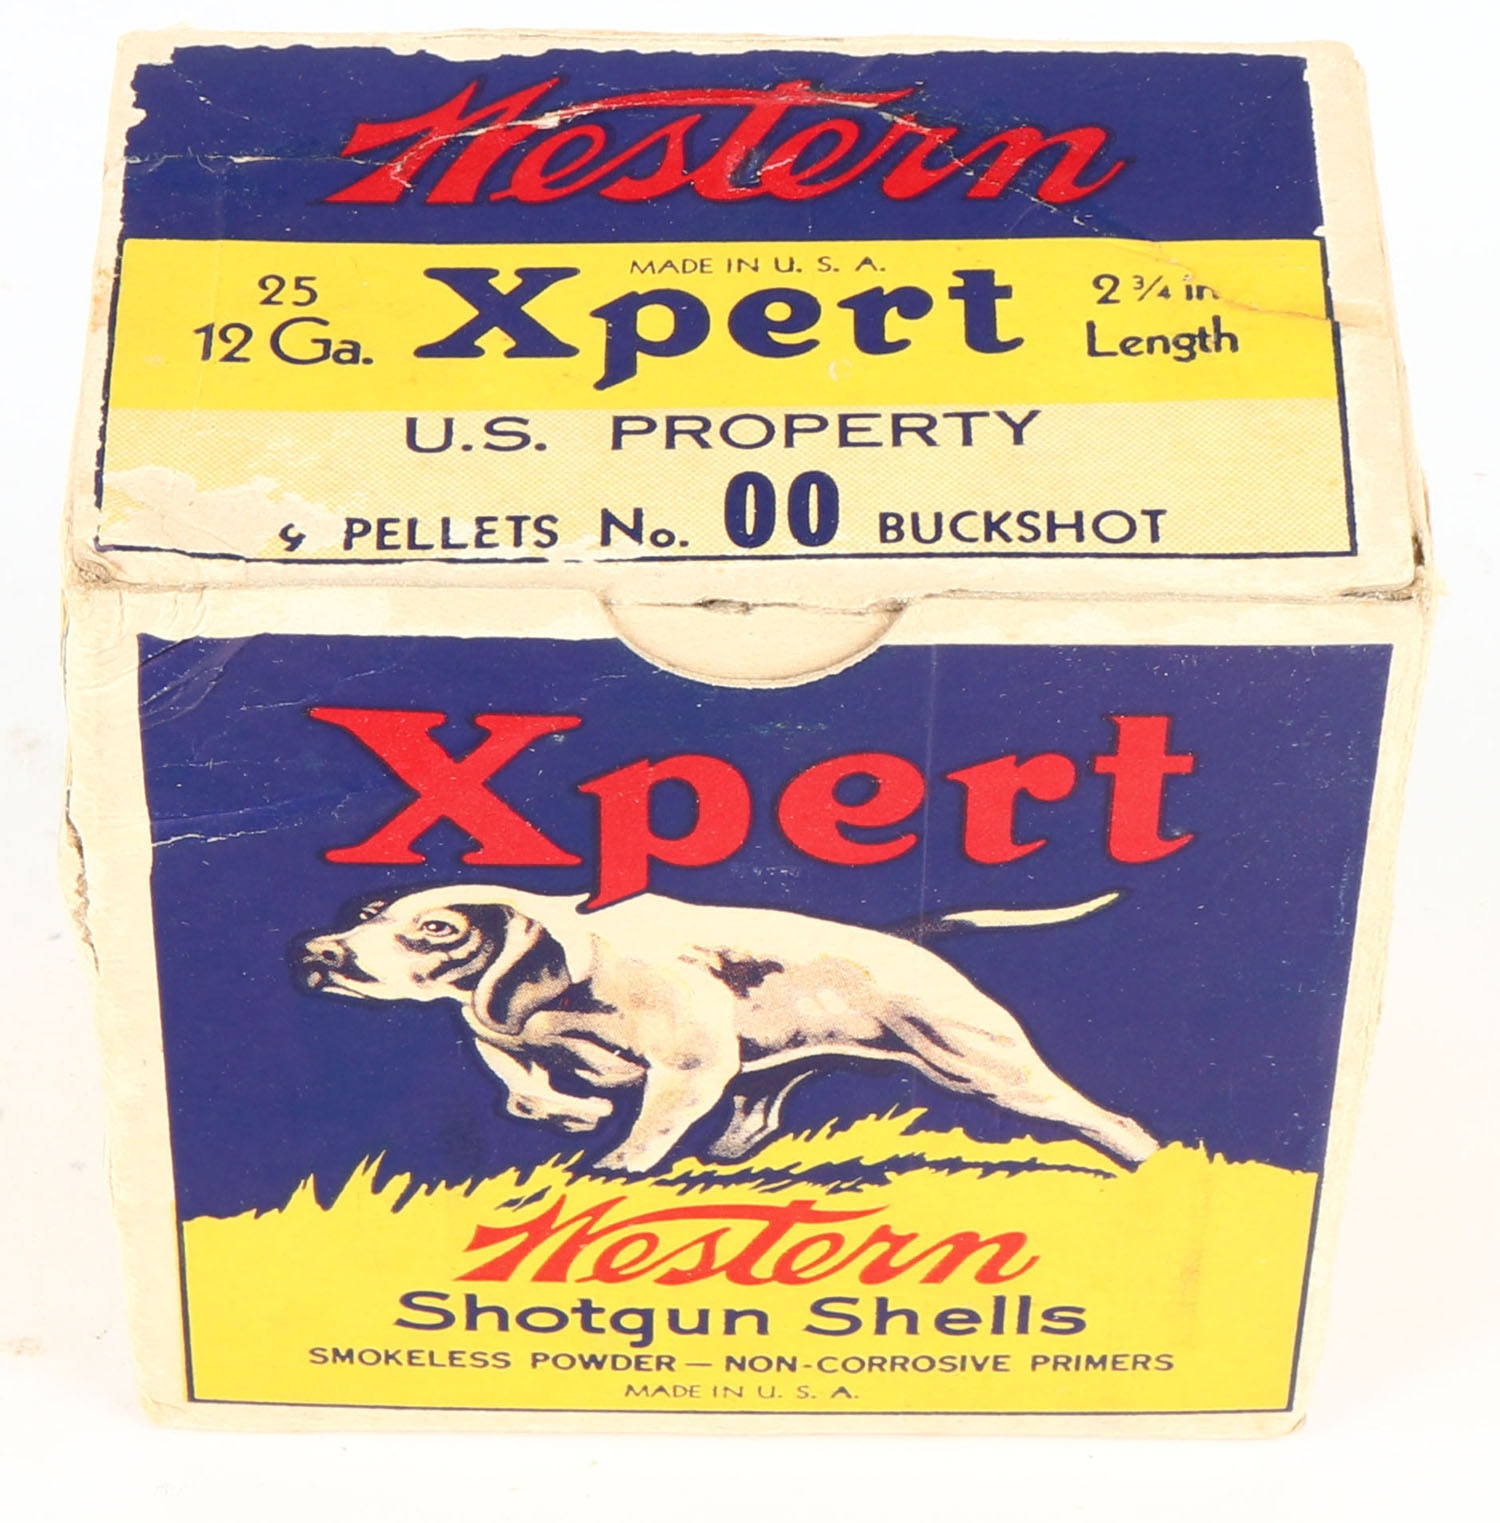 Western
MADE IN U. S. A.
25 Xpert 2 3/4 in
12 Ga. Length
U.S. PROPERTY
PELLETS No. 00 BUCKSHOT
Xpert
Western
Shotgun Shells
SMOKELESS POWDER — NON-CORROSIVE PRIMERS
MADE IN U. S. A.